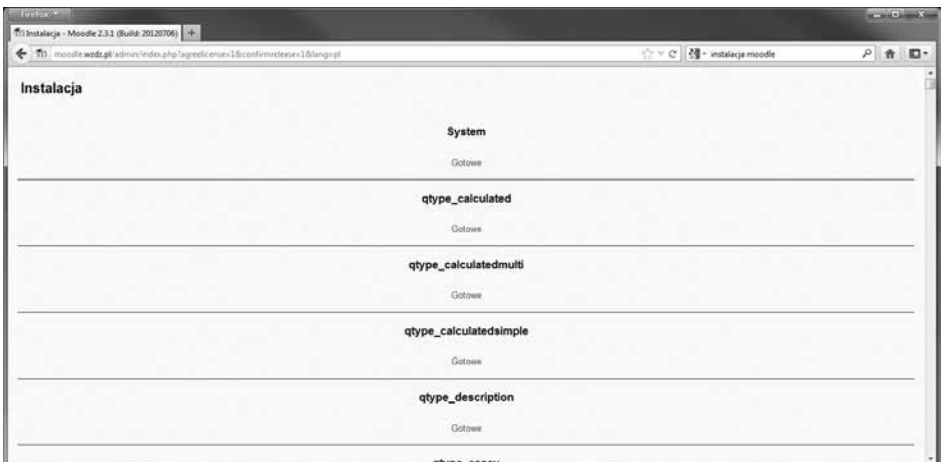 Firefox
Instalacja - Moodle 2.3.1 (Build: 20120706)
moodle.wsdz.pl/admin/index.php?agreelicense=1&confirmrelease=1&lang=pl
instalacja moodle
Instalacja
System
Gotowe
qtype_calculated
Gotowe
qtype_calculatedmulti
Gotowe
qtype_calculatedsimple
Gotowe
qtype_description
Gotowe